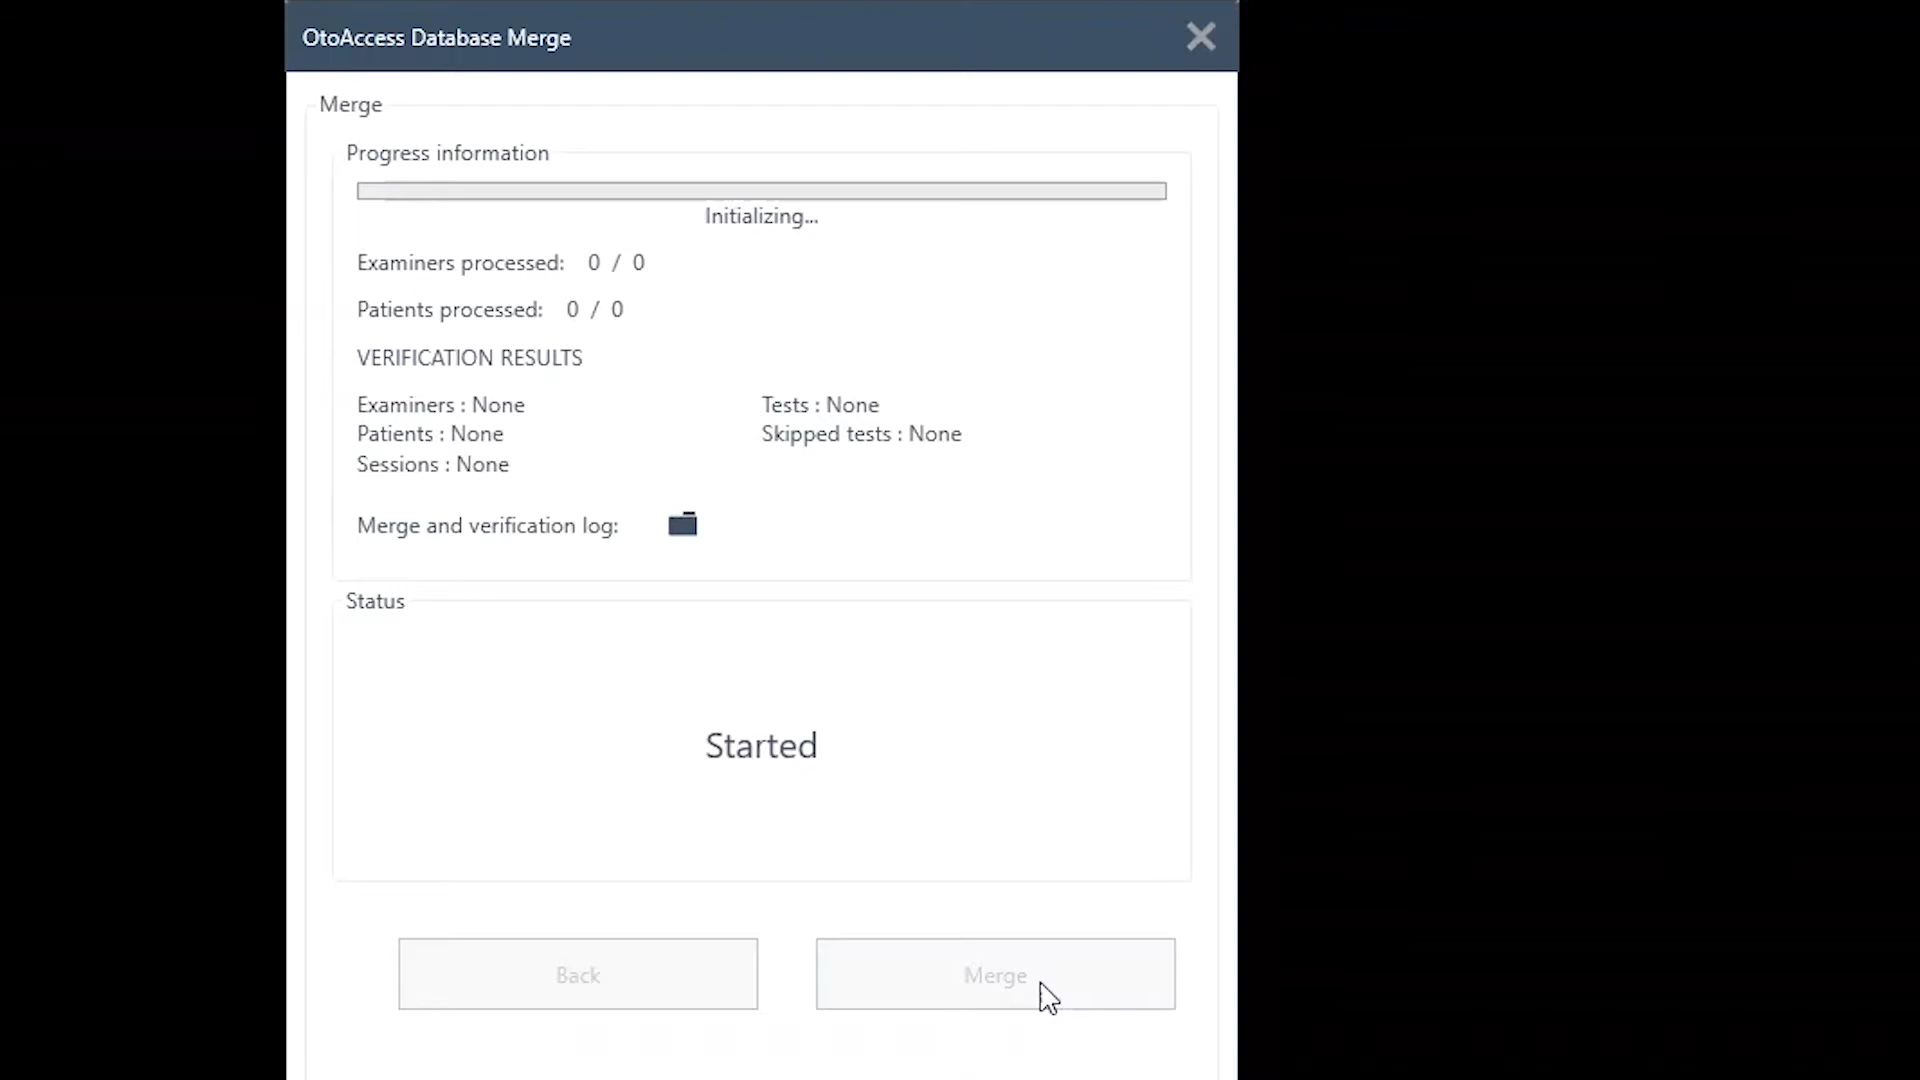 OtoAccess Database Merge
Merge
Progress information
Initializing...
Examiners processed: 0 / 0
Patients processed: 0 / 0
VERIFICATION RESULTS
Examiners : None
Patients : None
Sessions : None
Tests : None
Skipped tests : None
Merge and verification log:
Status
Started
Back
Merge